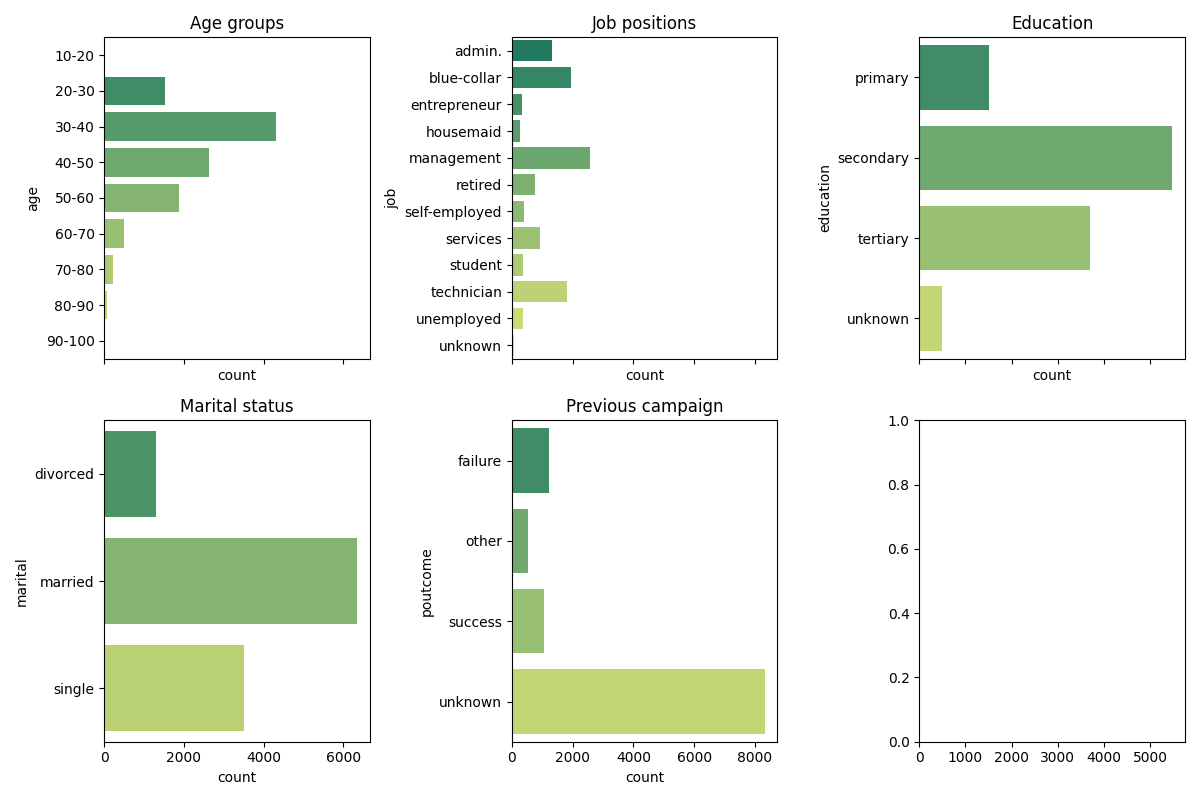 Age groups
age
10-20
20-30
30-40
40-50
50-60
60-70
70-80
80-90
90-100
count
Job positions
job
admin.
blue-collar
entrepreneur
housemaid
management
retired
self-employed
services
student
technician
unemployed
unknown
count
Education
education
primary
secondary
tertiary
unknown
count
Marital status
marital
divorced
married
single
0 2000 4000 6000
count
Previous campaign
poutcome
failure
other
success
unknown
0 2000 4000 6000 8000
count
1.0
0.8
0.6
0.4
0.2
0.0
0 1000 2000 3000 4000 5000